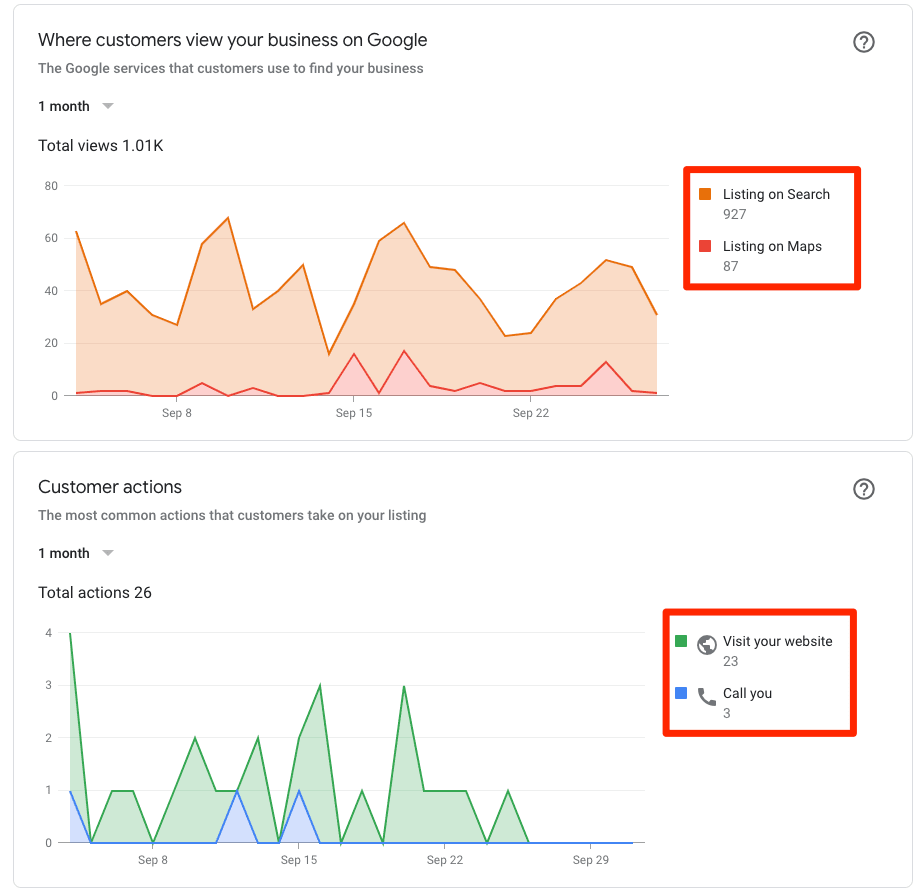 Where customers view your business on Google
The Google services that customers use to find your business
1 month
Total views 1.01K
80
60
40
20
0
Sep 8
Sep 15
Sep 22
Listing on Search
927
Listing on Maps
87
Customer actions
The most common actions that customers take on your listing
1 month
Total actions 26
4
3
2
1
0
Sep 8
Sep 15
Sep 22
Sep 29
Visit your website
23
Call you
3